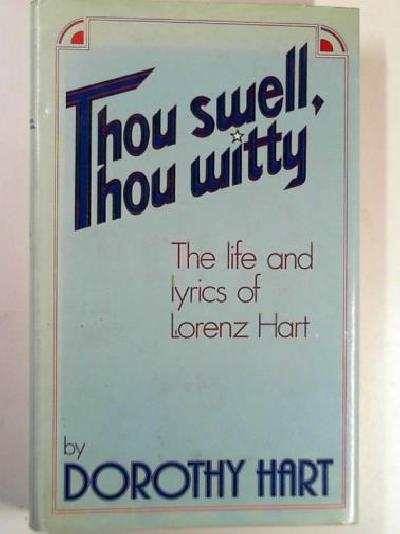 Thou swell,
Thou witty
The life and
lyrics of
Lorenz Hart
by
DOROTHY HART